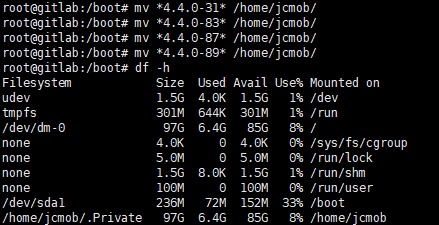 root@gitlab:/boot# mv *4.4.0-31* /home/jcmob/
root@gitlab:/boot# mv *4.4.0-83* /home/jcmob/
root@gitlab:/boot# mv *4.4.0-87* /home/jcmob/
root@gitlab:/boot# mv *4.4.0-89* /home/jcmob/
root@gitlab:/boot# df -h
Filesystem Size Used Avail Use% Mounted on
udev 1.5G 4.0K 1.5G 1% /dev
tmpfs 301M 644K 301M 1% /run
/dev/dm-0 97G 6.4G 85G 8% /
none 4.0K 0 4.0K 0% /sys/fs/cgroup
none 5.0M 0 5.0M 0% /run/lock
none 1.5G 8.0K 1.5G 1% /run/shm
none 100M 0 100M 0% /run/user
/dev/sda1 236M 72M 152M 33% /boot
/home/jcmob/.Private 97G 6.4G 85G 8% /home/jcmob